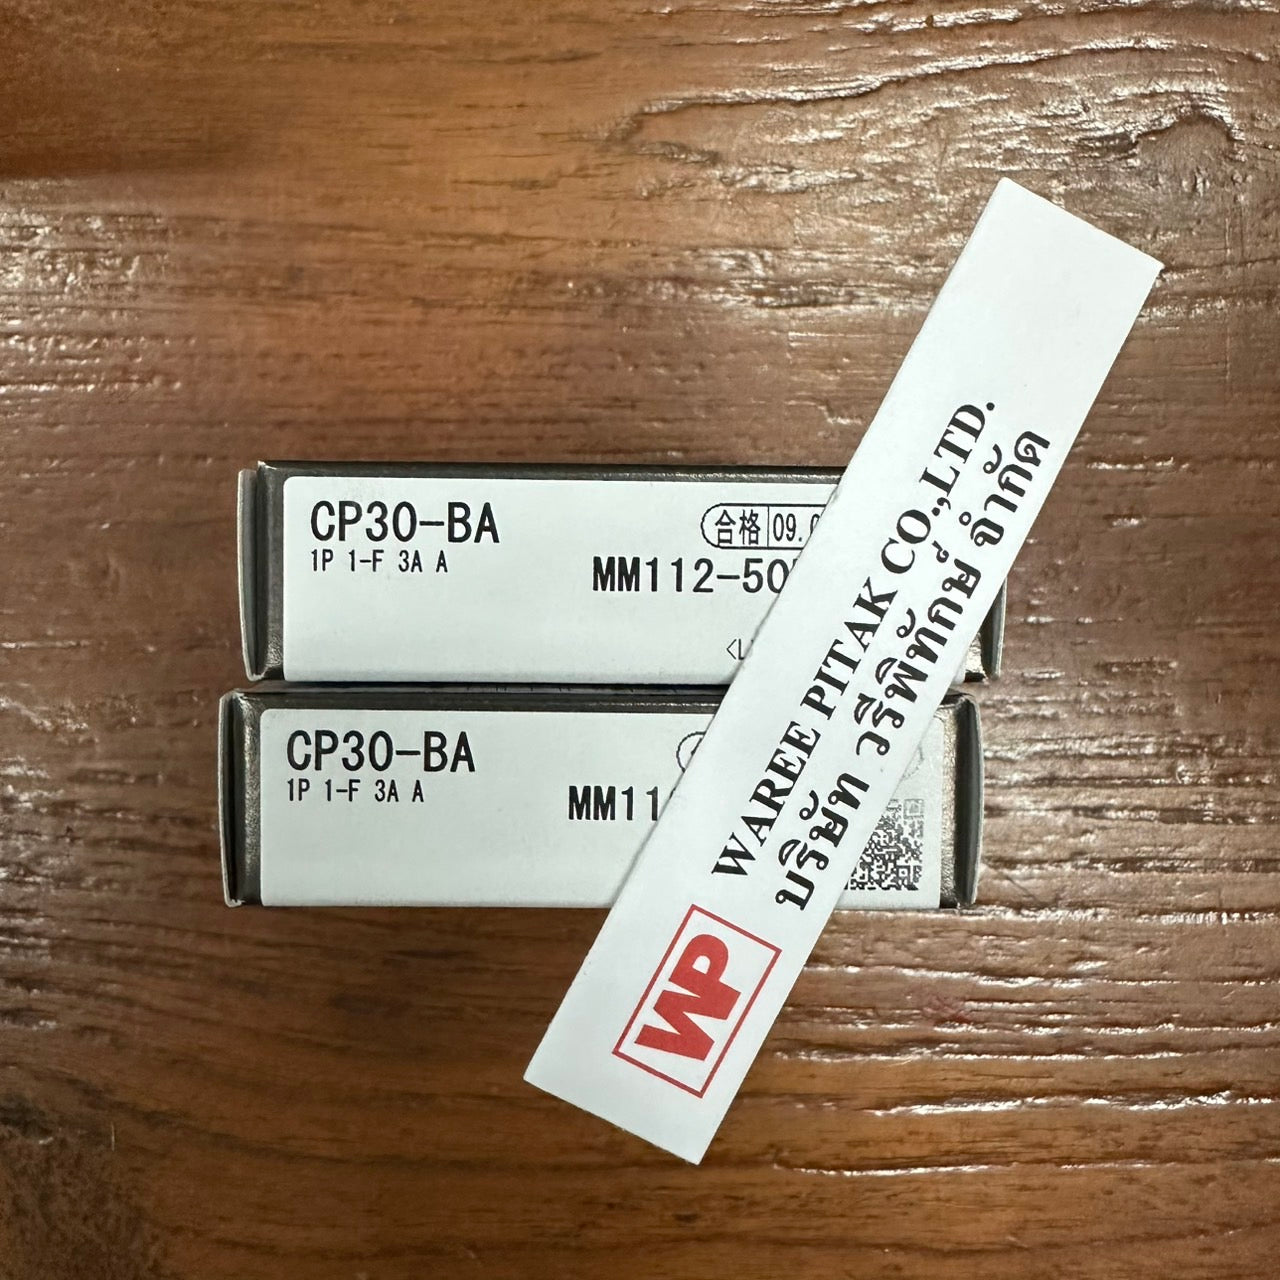 CP30-BA
1P 1-F 3A A
合格 09.
MM112-50
CP30-BA
1P 1-F 3A A
MM11
WAREE PITAK CO.,LTD.
บริษัท วรีพิทักษ์ จำกัด
WP